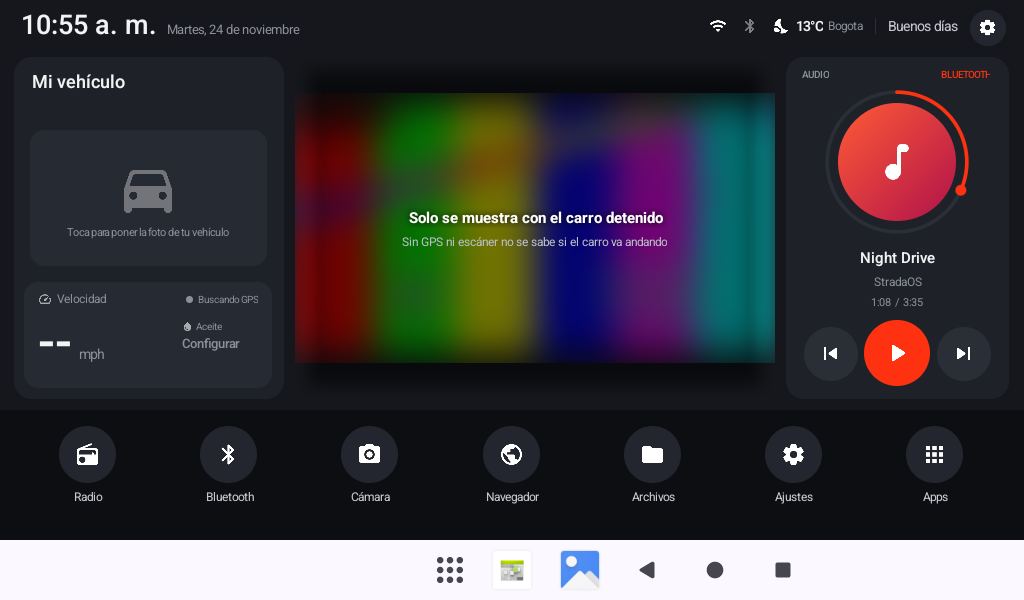 10:55 a. m. Martes, 24 de noviembre
13°C Bogota Buenos días
Mi vehículo
Toca para poner la foto de tu vehículo
Velocidad
Buscando GPS
-- mph
Aceite
Configurar
Solo se muestra con el carro detenido
Sin GPS ni escáner no se sabe si el carro va andando
AUDIO
BLUETOOTH
Night Drive
StradaOS
1:08 / 3:35
Radio
Bluetooth
Cámara
Navegador
Archivos
Ajustes
Apps